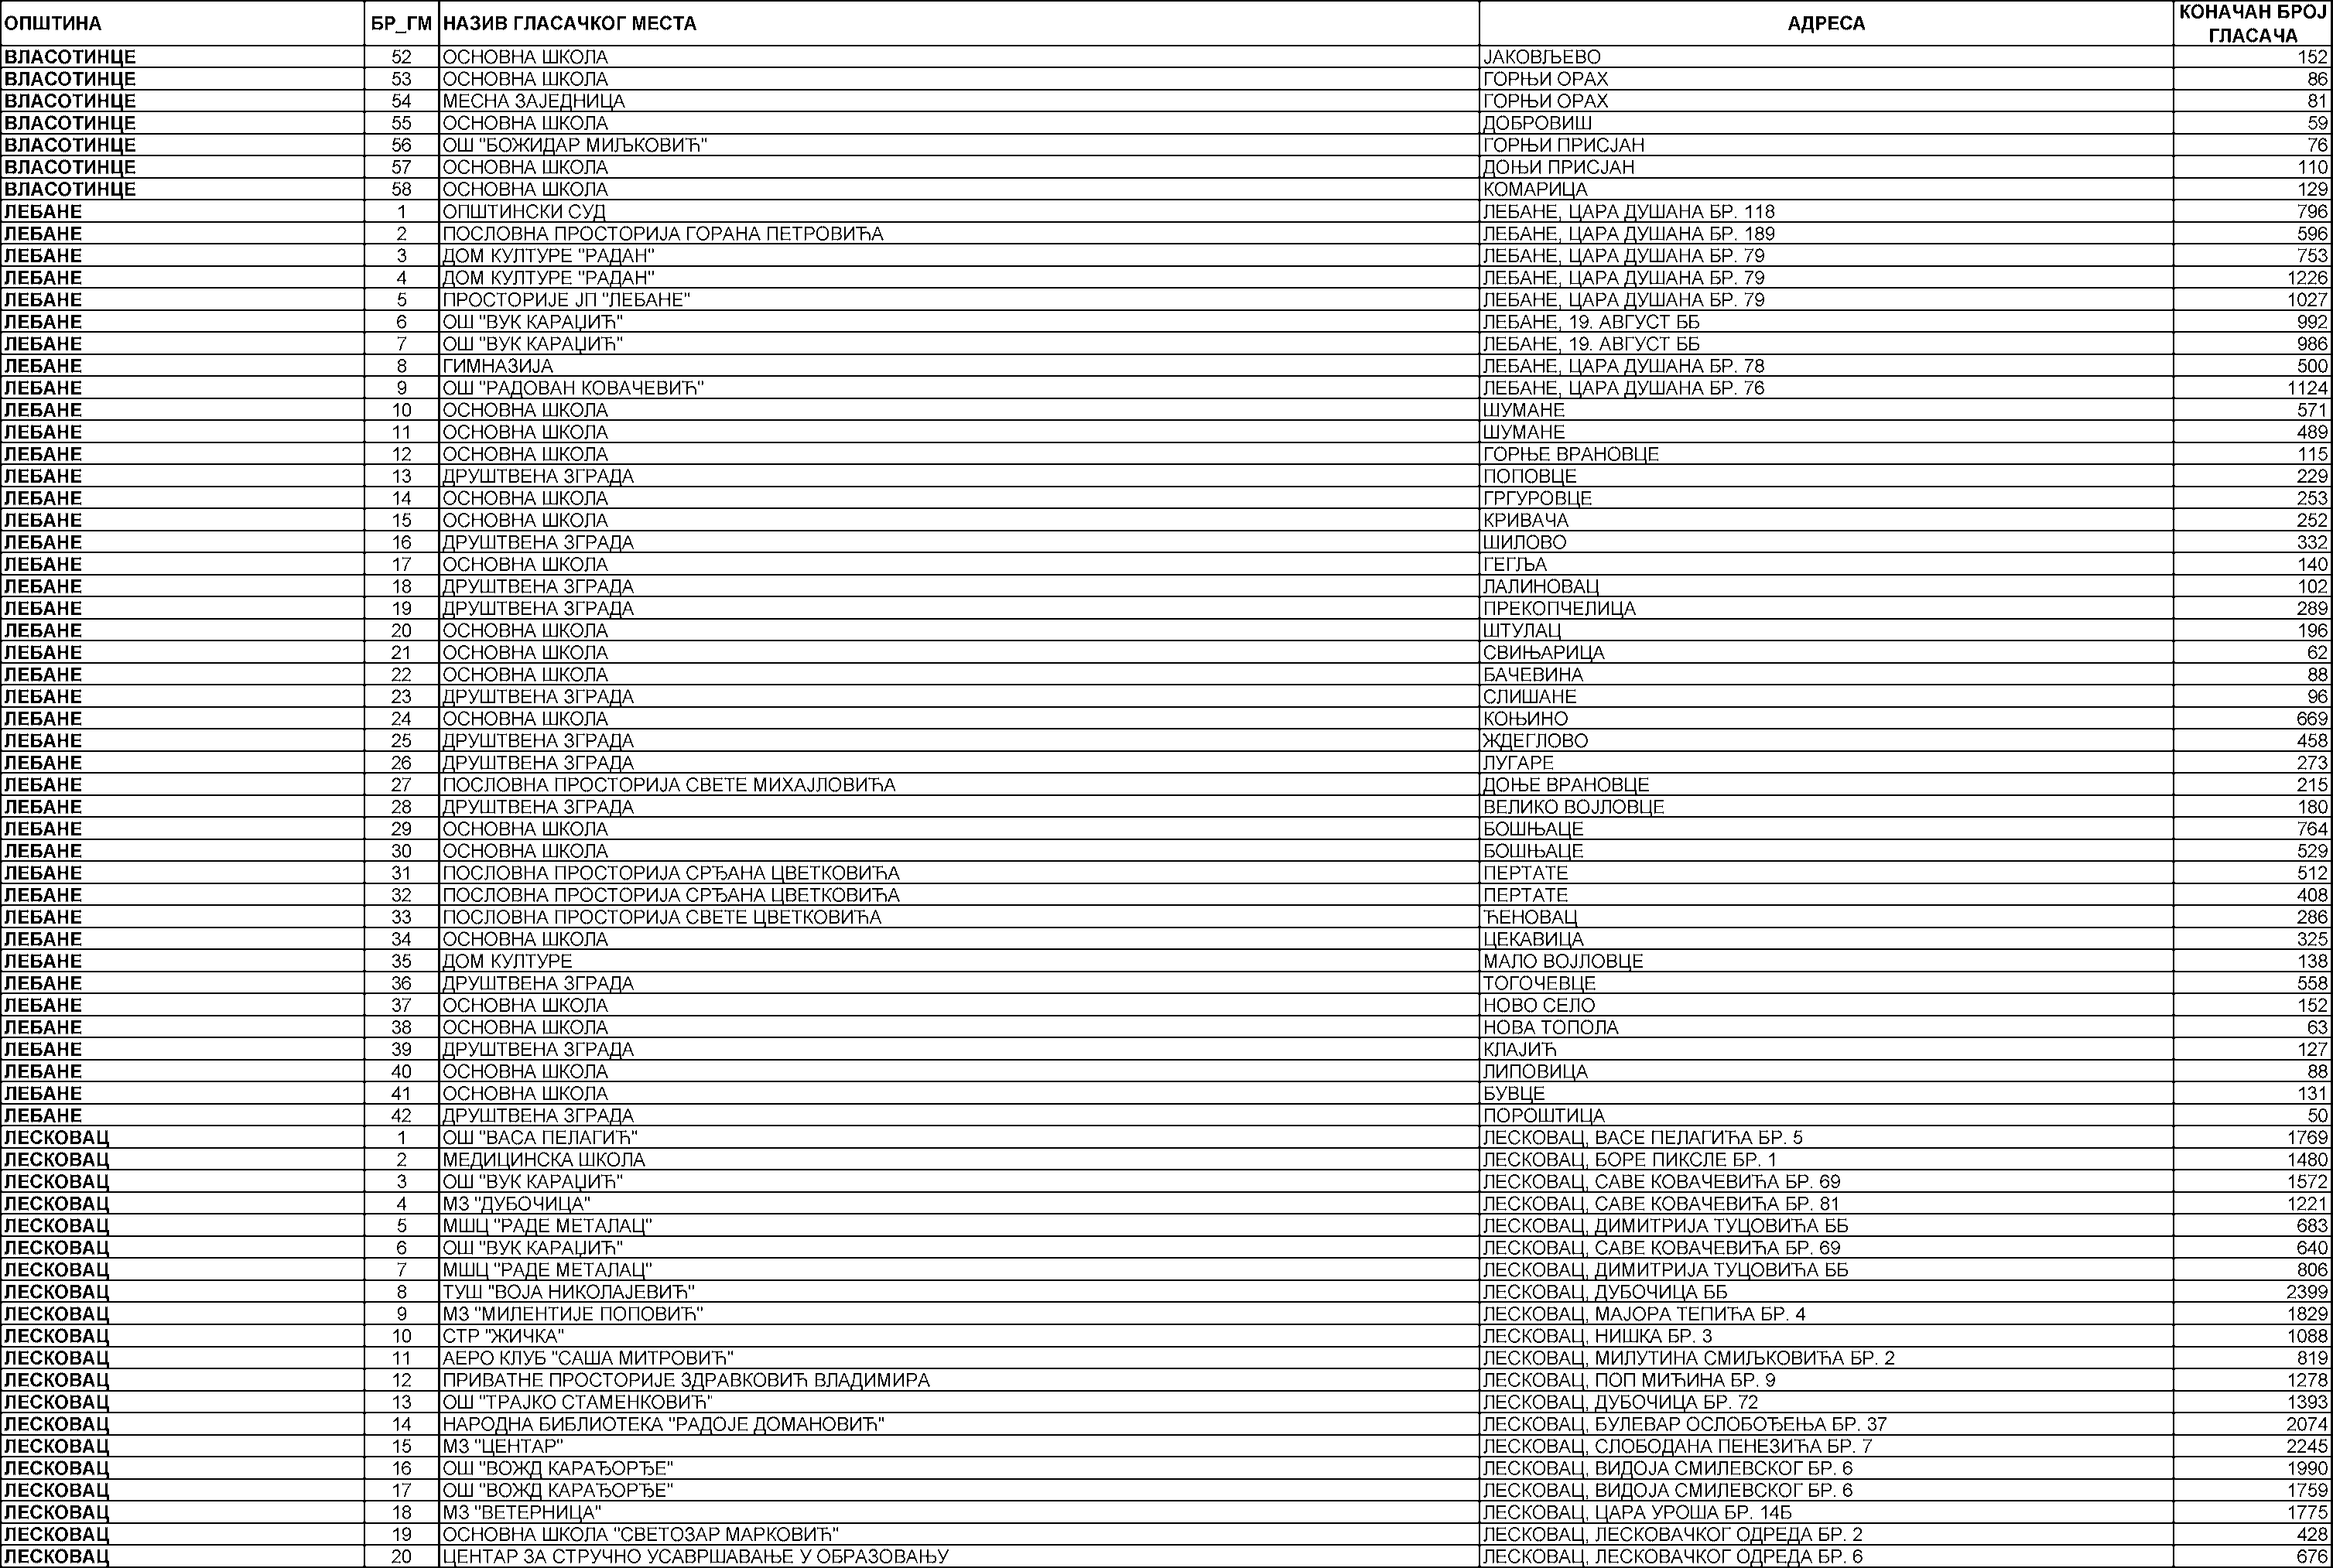 ОПШТИНА БР_ГМ НАЗИВ ГЛАСАЧКОГ МЕСТА АДРЕСА КОНАЧАН БРОЈ ГЛАСАЧА
ВЛАСОТИНЦЕ 52 ОСНОВНА ШКОЛА ЈАКОВЉЕВО 152
ВЛАСОТИНЦЕ 53 ОСНОВНА ШКОЛА ГОРЊИ ОРАХ 86
ВЛАСОТИНЦЕ 54 МЕСНА ЗАЈЕДНИЦА ГОРЊИ ОРАХ 81
ВЛАСОТИНЦЕ 55 ОСНОВНА ШКОЛА ДОБРОВИШ 59
ВЛАСОТИНЦЕ 56 ОШ "БОЖИДАР МИЉКОВИЋ" ГОРЊИ ПРИСЈАН 76
ВЛАСОТИНЦЕ 57 ОСНОВНА ШКОЛА ДОЊИ ПРИСЈАН 110
ВЛАСОТИНЦЕ 58 ОСНОВНА ШКОЛА КОМАРИЦА 129
ЛЕБАНЕ 1 ОПШТИНСКИ СУД ЛЕБАНЕ, ЦАРА ДУШАНА БР. 118 796
ЛЕБАНЕ 2 ПОСЛОВНА ПРОСТОРИЈА ГОРАНА ПЕТРОВИЋА ЛЕБАНЕ, ЦАРА ДУШАНА БР. 189 596
ЛЕБАНЕ 3 ДОМ КУЛТУРЕ "РАДАН" ЛЕБАНЕ, ЦАРА ДУШАНА БР. 79 753
ЛЕБАНЕ 4 ДОМ КУЛТУРЕ "РАДАН" ЛЕБАНЕ, ЦАРА ДУШАНА БР. 79 1226
ЛЕБАНЕ 5 ПРОСТОРИЈЕ ЈП "ЛЕБАНЕ" ЛЕБАНЕ, ЦАРА ДУШАНА БР. 79 1027
ЛЕБАНЕ 6 ОШ "ВУК КАРАЏИЋ" ЛЕБАНЕ, 19. АВГУСТ ББ 992
ЛЕБАНЕ 7 ОШ "ВУК КАРАЏИЋ" ЛЕБАНЕ, 19. АВГУСТ ББ 986
ЛЕБАНЕ 8 ГИМНАЗИЈА ЛЕБАНЕ, ЦАРА ДУШАНА БР. 78 500
ЛЕБАНЕ 9 ОШ "РАДОВАН КОВАЧЕВИЋ" ЛЕБАНЕ, ЦАРА ДУШАНА БР. 76 1124
ЛЕБАНЕ 10 ОСНОВНА ШКОЛА ШУМАНЕ 571
ЛЕБАНЕ 11 ОСНОВНА ШКОЛА ШУМАНЕ 489
ЛЕБАНЕ 12 ОСНОВНА ШКОЛА ГОРЊЕ ВРАНОВЦЕ 115
ЛЕБАНЕ 13 ДРУШТВЕНА ЗГРАДА ПОПОВЦЕ 229
ЛЕБАНЕ 14 ОСНОВНА ШКОЛА ГРГУРОВЦЕ 253
ЛЕБАНЕ 15 ОСНОВНА ШКОЛА КРИВАЧА 252
ЛЕБАНЕ 16 ДРУШТВЕНА ЗГРАДА ШИЛОВО 332
ЛЕБАНЕ 17 ОСНОВНА ШКОЛА ГЕГЉА 140
ЛЕБАНЕ 18 ДРУШТВЕНА ЗГРАДА ЛАЛИНОВАЦ 102
ЛЕБАНЕ 19 ДРУШТВЕНА ЗГРАДА ПРЕКОПЧЕЛИЦА 289
ЛЕБАНЕ 20 ОСНОВНА ШКОЛА ШТУЛАЦ 196
ЛЕБАНЕ 21 ОСНОВНА ШКОЛА СВИЊАРИЦА 62
ЛЕБАНЕ 22 ОСНОВНА ШКОЛА БАЧЕВИНА 88
ЛЕБАНЕ 23 ДРУШТВЕНА ЗГРАДА СЛИШАНЕ 96
ЛЕБАНЕ 24 ОСНОВНА ШКОЛА КОЊИНО 669
ЛЕБАНЕ 25 ДРУШТВЕНА ЗГРАДА ЖДЕГЛОВО 458
ЛЕБАНЕ 26 ДРУШТВЕНА ЗГРАДА ЛУГАРЕ 273
ЛЕБАНЕ 27 ПОСЛОВНА ПРОСТОРИЈА СВЕТЕ МИХАЈЛОВИЋА ДОЊЕ ВРАНОВЦЕ 215
ЛЕБАНЕ 28 ДРУШТВЕНА ЗГРАДА ВЕЛИКО ВОЈЛОВЦЕ 180
ЛЕБАНЕ 29 ОСНОВНА ШКОЛА БОШЊАЦЕ 764
ЛЕБАНЕ 30 ОСНОВНА ШКОЛА БОШЊАЦЕ 529
ЛЕБАНЕ 31 ПОСЛОВНА ПРОСТОРИЈА СРЂАНА ЦВЕТКОВИЋА ПЕРТАТЕ 512
ЛЕБАНЕ 32 ПОСЛОВНА ПРОСТОРИЈА СРЂАНА ЦВЕТКОВИЋА ПЕРТАТЕ 408
ЛЕБАНЕ 33 ПОСЛОВНА ПРОСТОРИЈА СВЕТЕ ЦВЕТКОВИЋА ЋЕНОВАЦ 286
ЛЕБАНЕ 34 ОСНОВНА ШКОЛА ЦЕКАВИЦА 325
ЛЕБАНЕ 35 ДОМ КУЛТУРЕ МАЛО ВОЈЛОВЦЕ 138
ЛЕБАНЕ 36 ДРУШТВЕНА ЗГРАДА ТОГОЧЕВЦЕ 558
ЛЕБАНЕ 37 ОСНОВНА ШКОЛА НОВО СЕЛО 152
ЛЕБАНЕ 38 ОСНОВНА ШКОЛА НОВА ТОПОЛА 63
ЛЕБАНЕ 39 ДРУШТВЕНА ЗГРАДА КЛАЈИЋ 127
ЛЕБАНЕ 40 ОСНОВНА ШКОЛА ЛИПОВИЦА 88
ЛЕБАНЕ 41 ОСНОВНА ШКОЛА БУВЦЕ 131
ЛЕБАНЕ 42 ДРУШТВЕНА ЗГРАДА ПОРОШТИЦА 50
ЛЕСКОВАЦ 1 ОШ "ВАСА ПЕЛАГИЋ" ЛЕСКОВАЦ, ВАСЕ ПЕЛАГИЋА БР. 5 1769
ЛЕСКОВАЦ 2 МЕДИЦИНСКА ШКОЛА ЛЕСКОВАЦ, БОРЕ ПИКСЛЕ БР. 1 1480
ЛЕСКОВАЦ 3 ОШ "ВУК КАРАЏИЋ" ЛЕСКОВАЦ, САВЕ КОВАЧЕВИЋА БР. 69 1572
ЛЕСКОВАЦ 4 МЗ "ДУБОЧИЦА" ЛЕСКОВАЦ, САВЕ КОВАЧЕВИЋА БР. 81 1221
ЛЕСКОВАЦ 5 МШЦ "РАДЕ МЕТАЛАЦ" ЛЕСКОВАЦ, ДИМИТРИЈА ТУЦОВИЋА ББ 683
ЛЕСКОВАЦ 6 ОШ "ВУК КАРАЏИЋ" ЛЕСКОВАЦ, САВЕ КОВАЧЕВИЋА БР. 69 640
ЛЕСКОВАЦ 7 МШЦ "РАДЕ МЕТАЛАЦ" ЛЕСКОВАЦ, ДИМИТРИЈА ТУЦОВИЋА ББ 806
ЛЕСКОВАЦ 8 ТУШ "ВОЈА НИКОЛАЈЕВИЋ" ЛЕСКОВАЦ, ДУБОЧИЦА ББ 2399
ЛЕСКОВАЦ 9 МЗ "МИЛЕНТИЈЕ ПОПОВИЋ" ЛЕСКОВАЦ, МАЈОРА ТЕПИЋА БР. 4 1829
ЛЕСКОВАЦ 10 СТР "ЖИЧКА" ЛЕСКОВАЦ, НИШКА БР. 3 1088
ЛЕСКОВАЦ 11 АЕРО КЛУБ "САША МИТРОВИЋ" ЛЕСКОВАЦ, МИЛУТИНА СМИЉКОВИЋА БР. 2 819
ЛЕСКОВАЦ 12 ПРИВАТНЕ ПРОСТОРИЈЕ ЗДРАВКОВИЋ ВЛАДИМИРА ЛЕСКОВАЦ, ПОП МИЋИНА БР. 9 1278
ЛЕСКОВАЦ 13 ОШ "ТРАЈКО СТАМЕНКОВИЋ" ЛЕСКОВАЦ, ДУБОЧИЦА БР. 72 1393
ЛЕСКОВАЦ 14 НАРОДНА БИБЛИОТЕКА "РАДОЈЕ ДОМАНОВИЋ" ЛЕСКОВАЦ, БУЛЕВАР ОСЛОБОЂЕЊА БР. 37 2074
ЛЕСКОВАЦ 15 МЗ "ЦЕНТАР" ЛЕСКОВАЦ, СЛОБОДАНА ПЕНЕЗИЋА БР. 7 2245
ЛЕСКОВАЦ 16 ОШ "ВОЖД КАРАЂОРЂЕ" ЛЕСКОВАЦ, ВИДОЈА СМИЛЕВСКОГ БР. 6 1990
ЛЕСКОВАЦ 17 ОШ "ВОЖД КАРАЂОРЂЕ" ЛЕСКОВАЦ, ВИДОЈА СМИЛЕВСКОГ БР. 6 1759
ЛЕСКОВАЦ 18 МЗ "ВЕТЕРНИЦА" ЛЕСКОВАЦ, ЦАРА УРОША БР. 14Б 1775
ЛЕСКОВАЦ 19 ОСНОВНА ШКОЛА "СВЕТОЗАР МАРКОВИЋ" ЛЕСКОВАЦ, ЛЕСКОВАЧКОГ ОДРЕДА БР. 2 428
ЛЕСКОВАЦ 20 ЦЕНТАР ЗА СТРУЧНО УСАВРШАВАЊЕ У ОБРАЗОВАЊУ ЛЕСКОВАЦ, ЛЕСКОВАЧКОГ ОДРЕДА БР. 6 676